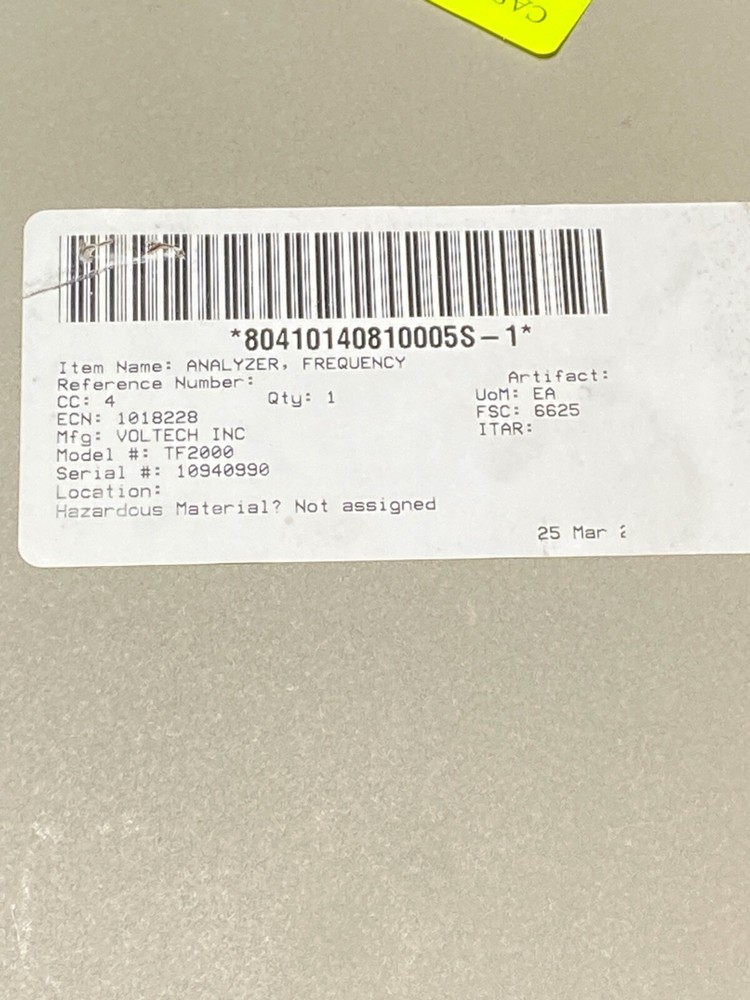 *80410140810005S-1*
Item Name: ANALYZER, FREQUENCY
Reference Number: Artifact:
CC: 4 Qty: 1 UoM: EA
ECN: 1018228 FSC: 6625
Mfg: VOLTECH INC ITAR:
Model #: TF2000
Serial #: 10940990
Location:
Hazardous Material? Not assigned
25 Mar